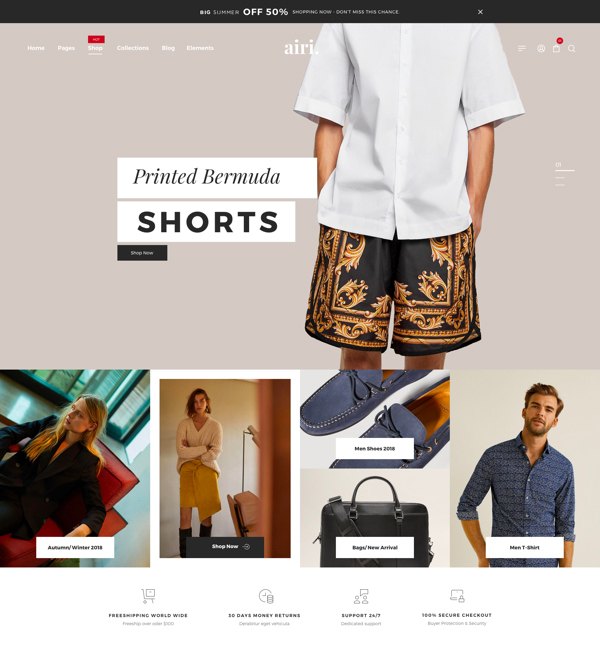 BIG SUMMER OFF 50% SHOPPING NOW - DON'T MISS THIS CHANCE.
HOT
Home Pages Shop Collections Blog Elements
airi.
Printed Bermuda
SHORTS
Shop Now
01
Men Shoes 2018
Autumn/ Winter 2018
Shop Now
Bags/ New Arrival
Men T-Shirt
FREESHIPPING WORLD WIDE
Freeship over oder $100
30 DAYS MONEY RETURNS
Curabitur eget vehicula.
SUPPORT 24/7
Dedicated support
100% SECURE CHECKOUT
Buyer Protection & Security